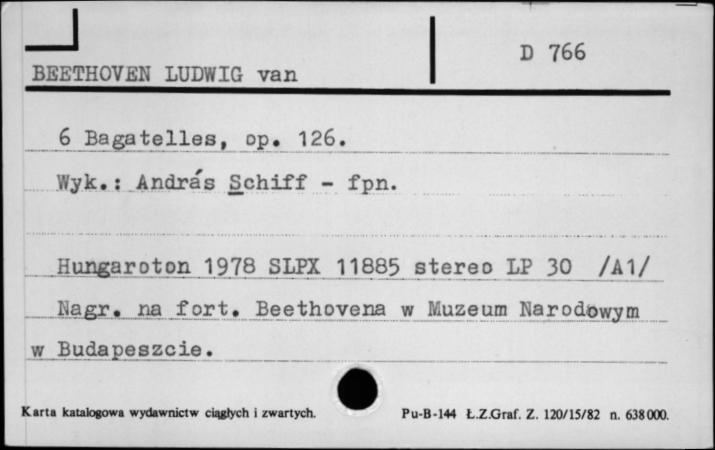 D 766
BEETHOVEN LUDWIG van
6 Bagatelles, op. 126.
Wyk.: András Schiff - fpn.
Hungaroton 1978 SLPX 11885 stereo LP 30 /A1/
Nagr. na fort. Beethovena w Muzeum Narodowym
w Budapeszcie.
Karta katalogowa wydawnictw ciągłych i zwartych. Pu-B-144 Ł.Z.Graf. Z. 120/15/82 n. 638000.